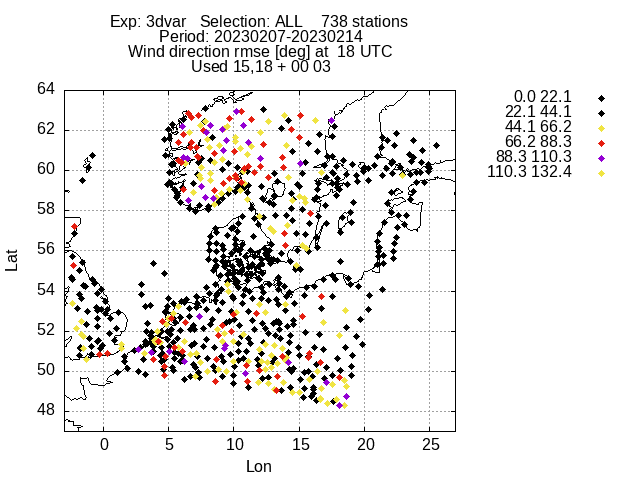 Exp: 3dvar Selection: ALL 738 stations
Period: 20230207-20230214
Wind direction rmse [deg] at 18 UTC
Used 15,18 + 00 03
0.0 22.1
22.1 44.1
44.1 66.2
66.2 88.3
88.3 110.3
110.3 132.4
64
62
60
58
56
54
52
50
48
Lat
0 5 10 15 20 25
Lon